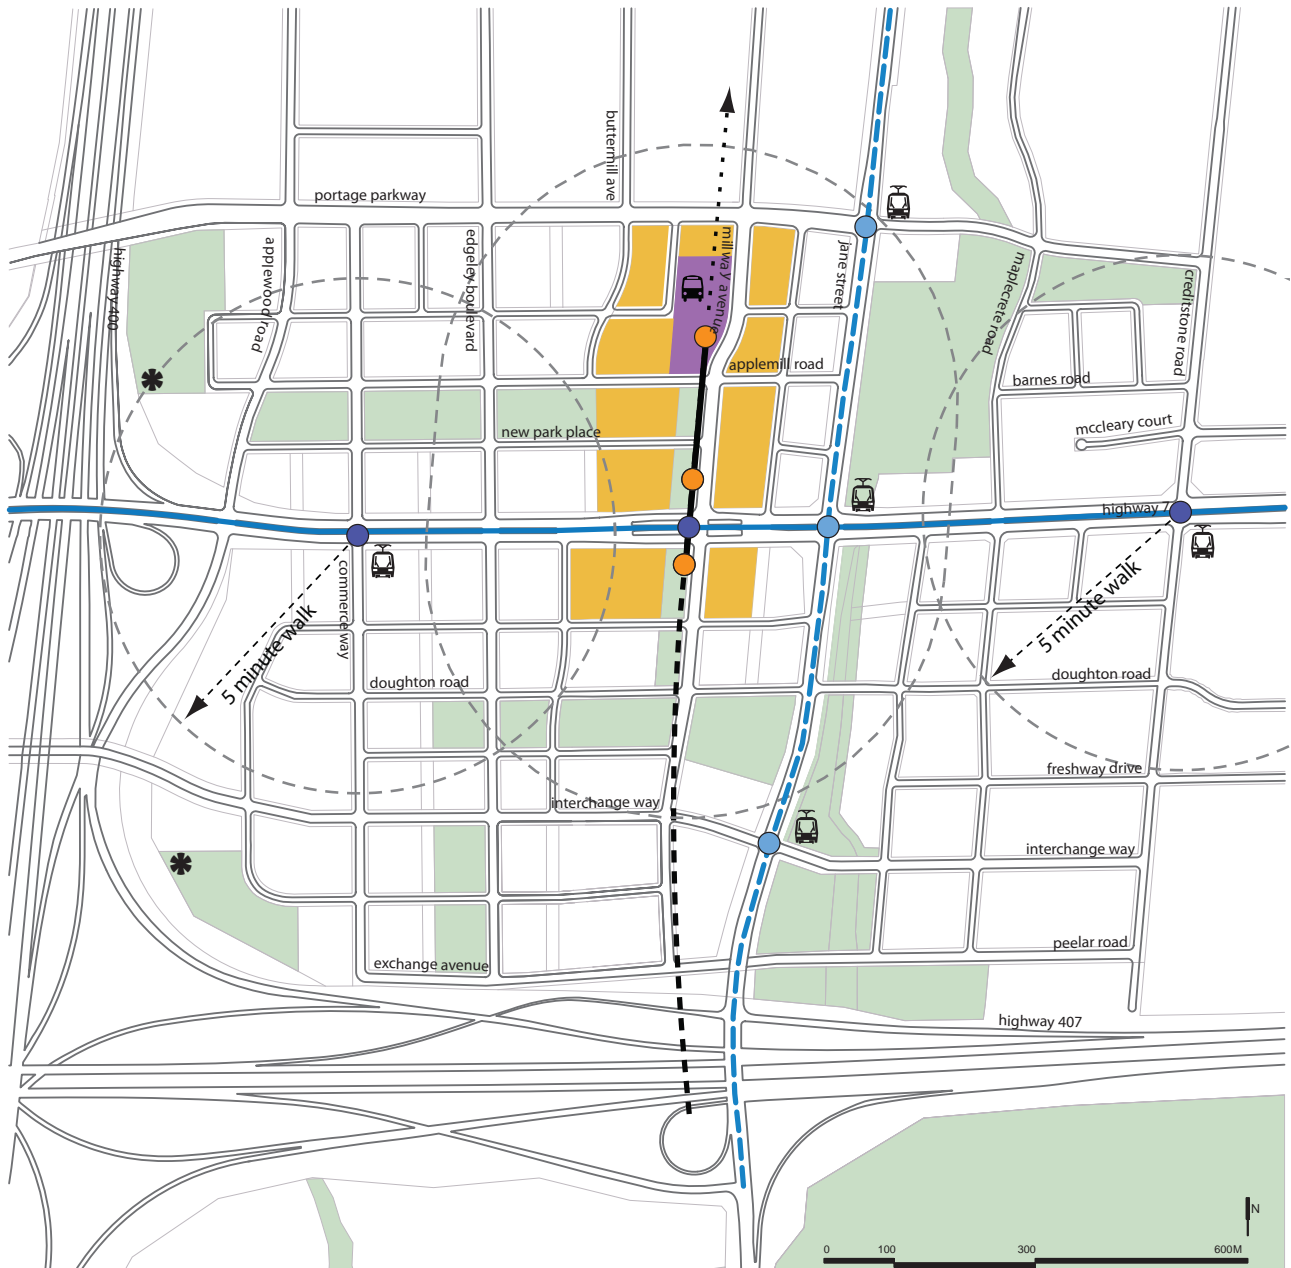 buttermill ave
portage parkway
millway avenue
jane street
highway 400
applewood road
edgeley boulevard
maplecrete road
creditstone road
applemill road
barnes road
new park place
mccleary court
highway 7
commerce way
5 minute walk
5 minute walk
doughton road
doughton road
freshway drive
interchange way
interchange way
peelar road
exchange avenue
highway 407
N
0 100 300 600M